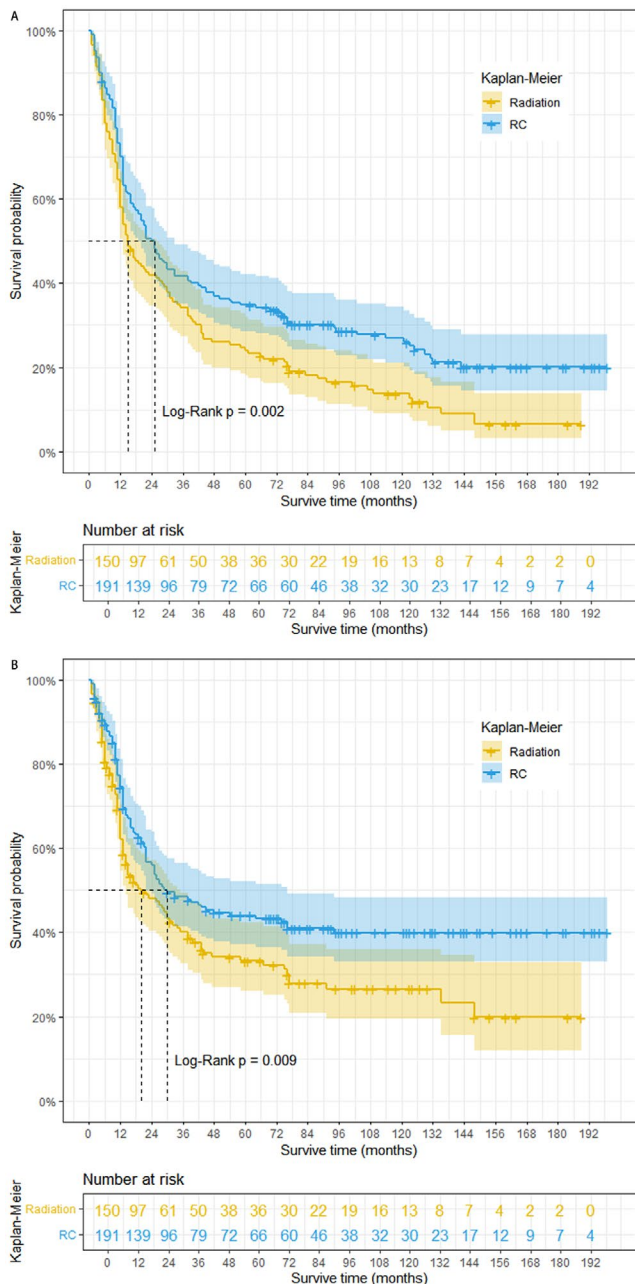 A
100%
80%
60%
40%
20%
0%
Survival probability
Kaplan-Meier
Radiation
RC
Log-Rank p = 0.002
0 12 24 36 48 60 72 84 96 108 120 132 144 156 168 180 192
Survive time (months)
Number at risk
Kaplan-Meier
Radiation 150 97 61 50 38 36 30 22 19 16 13 8 7 4 2 2 0
RC 191 139 96 79 72 66 60 46 38 32 30 23 17 12 9 7 4
0 12 24 36 48 60 72 84 96 108 120 132 144 156 168 180 192
Survive time (months)
B
100%
80%
60%
40%
20%
0%
Survival probability
Kaplan-Meier
Radiation
RC
Log-Rank p = 0.009
0 12 24 36 48 60 72 84 96 108 120 132 144 156 168 180 192
Survive time (months)
Number at risk
Kaplan-Meier
Radiation 150 97 61 50 38 36 30 22 19 16 13 8 7 4 2 2 0
RC 191 139 96 79 72 66 60 46 38 32 30 23 17 12 9 7 4
0 12 24 36 48 60 72 84 96 108 120 132 144 156 168 180 192
Survive time (months)